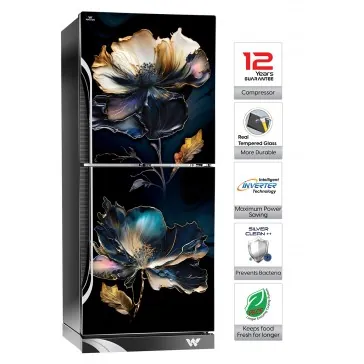 12
Years
GUARANTEE
Compressor
Real
Tempered Glass
More Durable
Intelligent
INVERTER
Technology
Maximum Power
Saving
SILVER
CLEAN ++
Prevents Bacteria
Keeps food
Fresh for longer